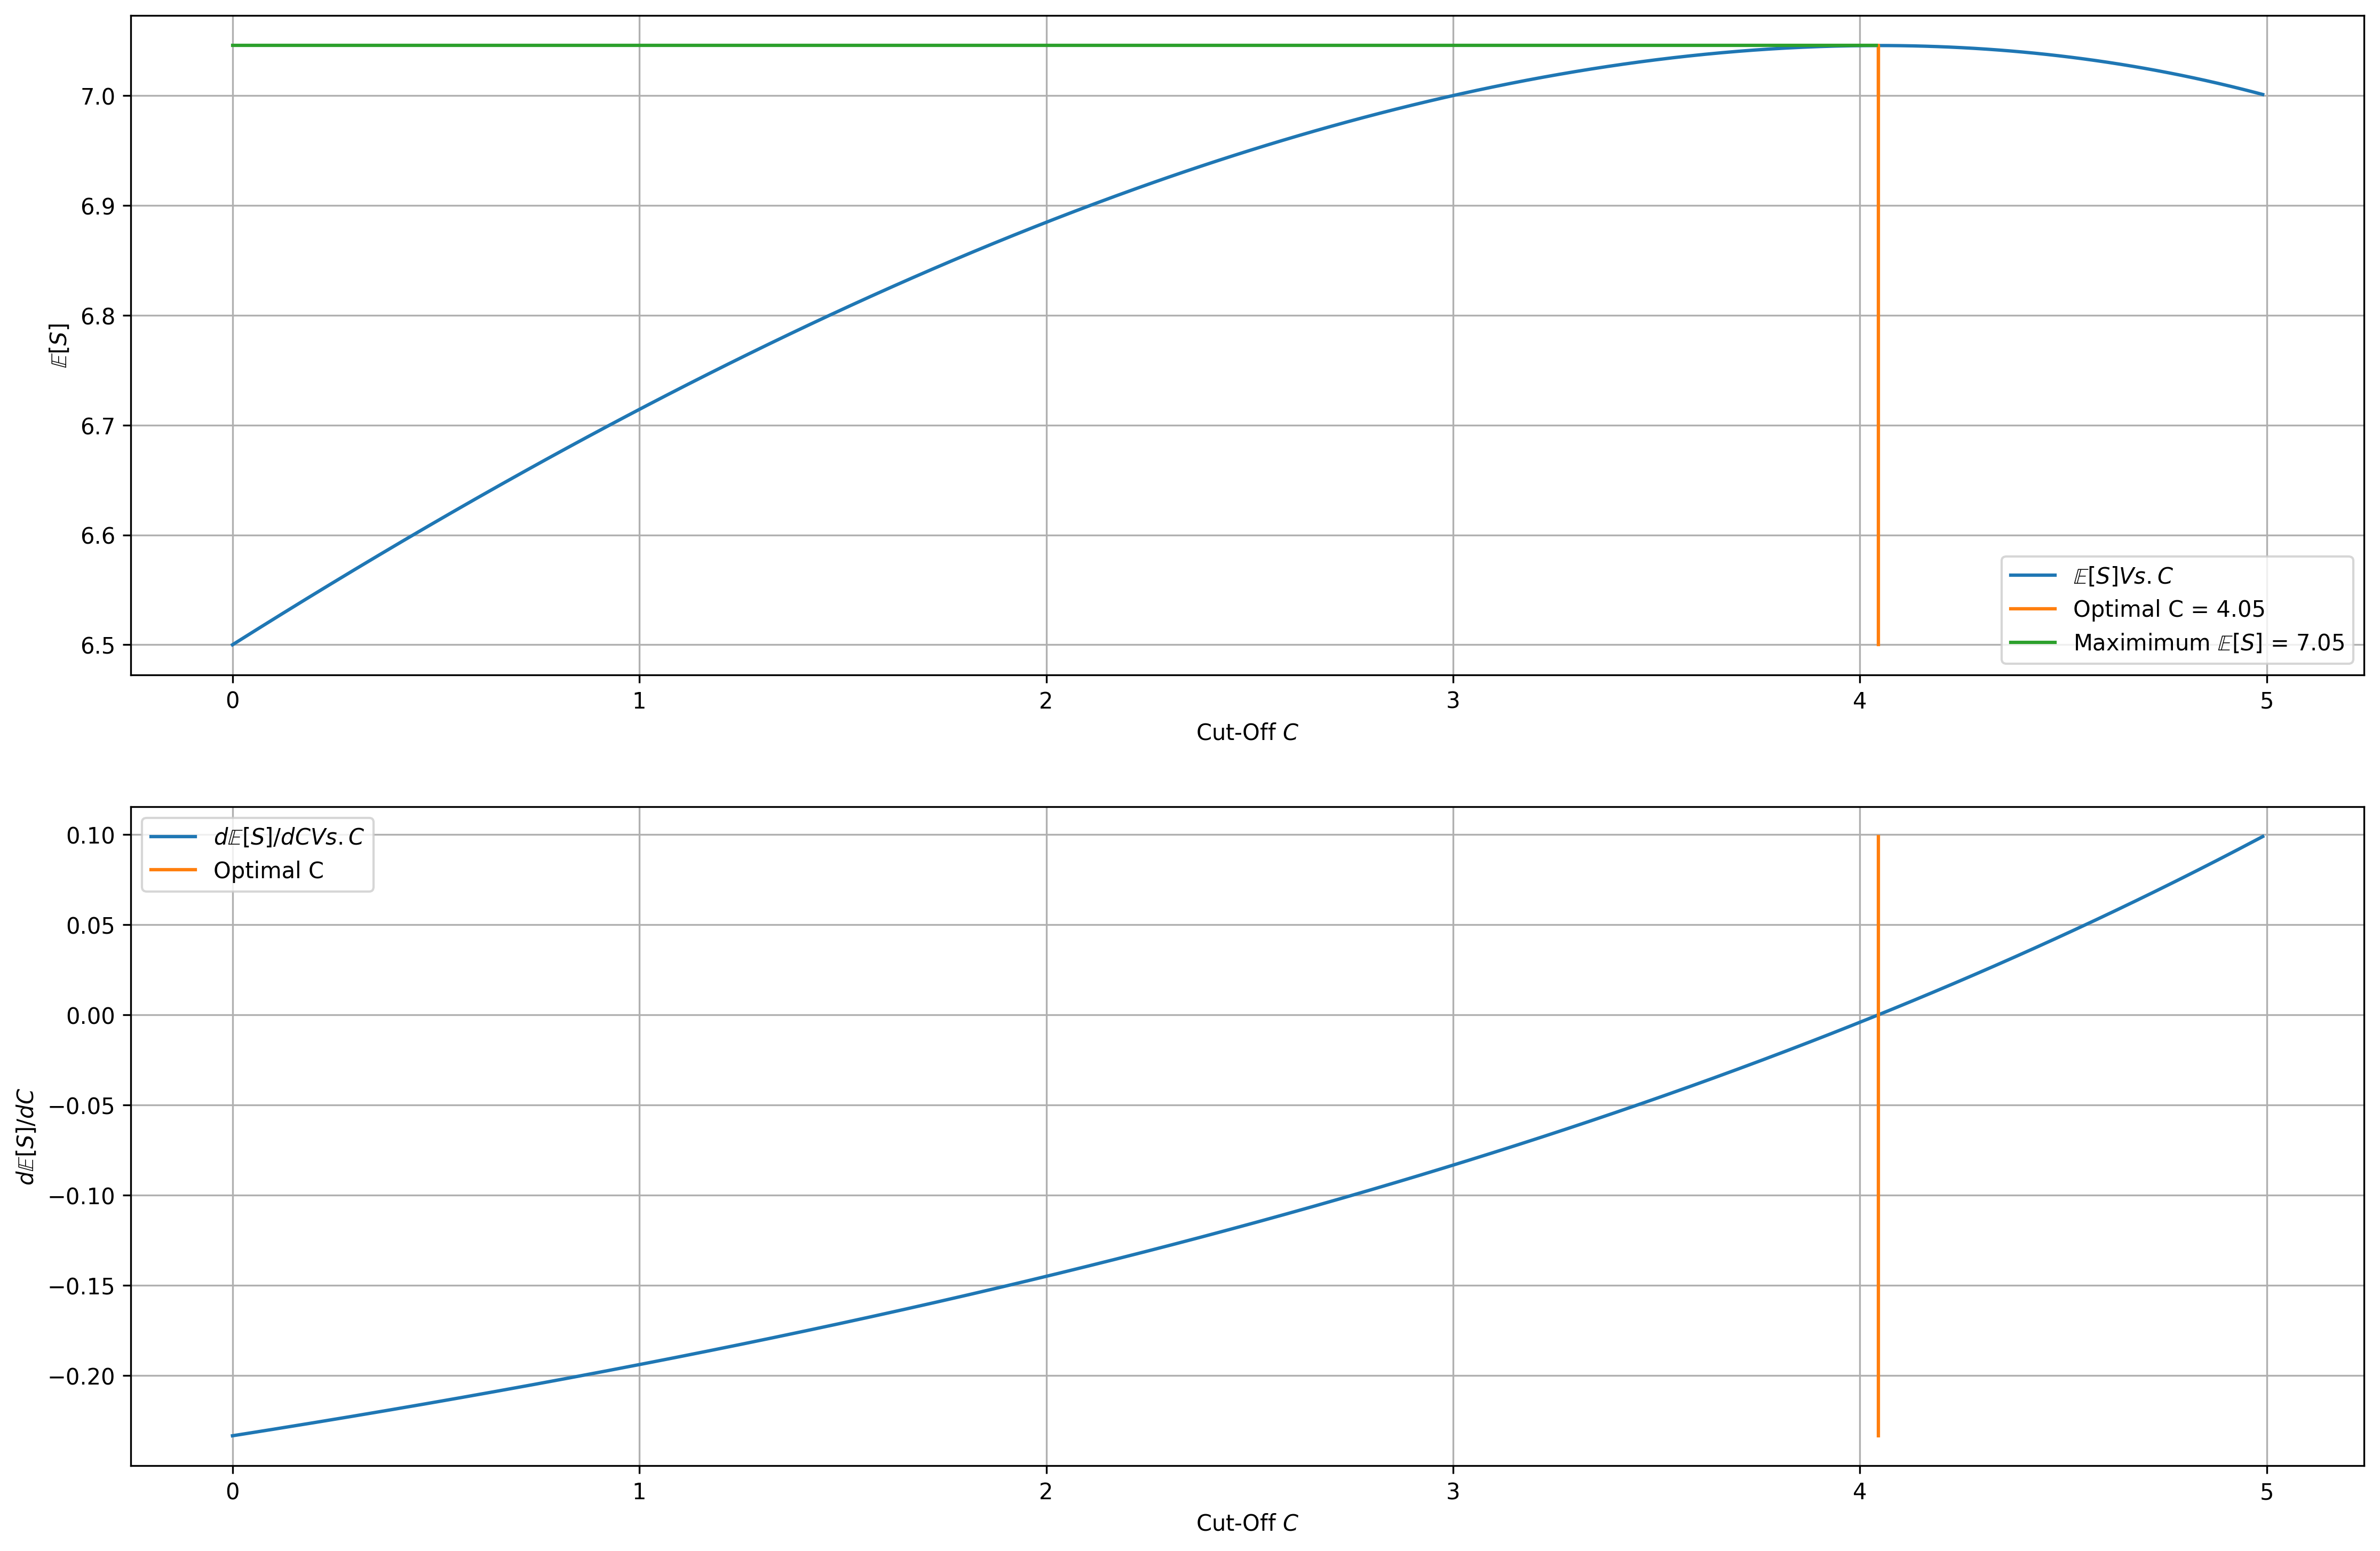 7.0
6.9
6.8
6.7
6.6
6.5
𝔼[S]
0 1 2 3 4 5
Cut-Off C
𝔼[S]Vs.C
Optimal C = 4.05
Maximimum 𝔼[S] = 7.05
0.10
0.05
0.00
−0.05
−0.10
−0.15
−0.20
d𝔼[S]/dC
d𝔼[S]/dCVs.C
Optimal C
0 1 2 3 4 5
Cut-Off C